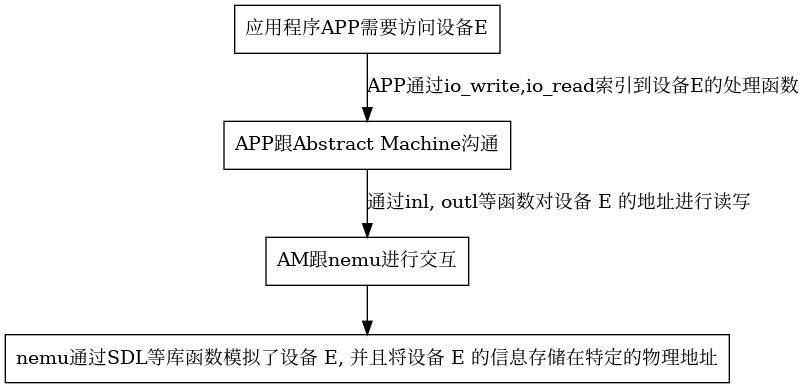 应用程序APP需要访问设备E
APP通过io_write,io_read索引到设备E的处理函数
APP跟Abstract Machine沟通
通过inl, outl等函数对设备 E 的地址进行读写
AM跟nemu进行交互
nemu通过SDL等库函数模拟了设备 E, 并且将设备 E 的信息存储在特定的物理地址